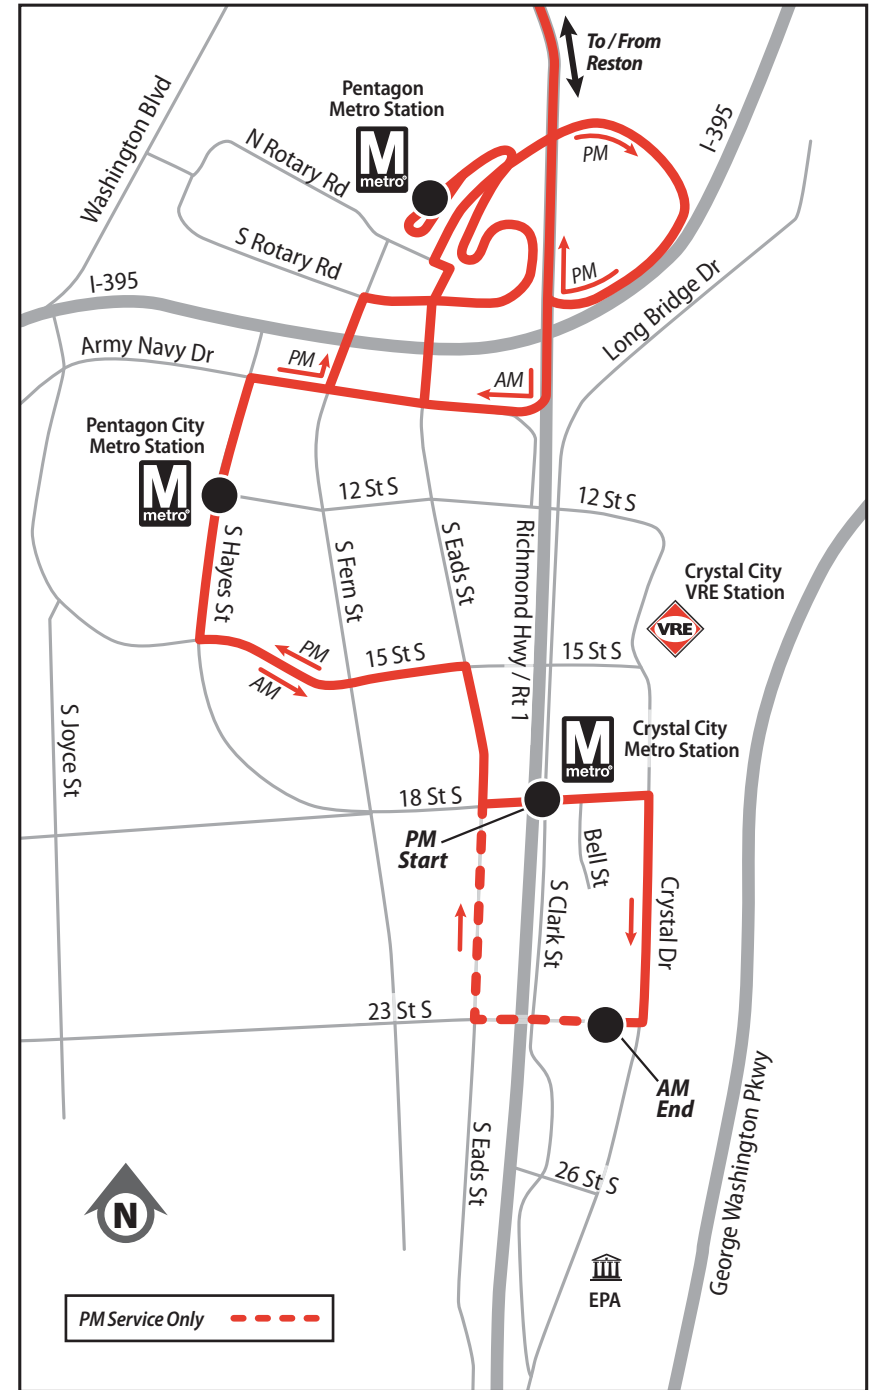 To / From
Reston
Pentagon
Metro Station
M
metro®
Washington Blvd
N Rotary Rd
S Rotary Rd
I-395
PM
PM
I-395
Long Bridge Dr
Army Navy Dr
PM
AM
Pentagon City
Metro Station
M
metro®
12 St S
12 St S
S Hayes St
S Fern St
S Eads St
Richmond Hwy / Rt 1
Crystal City
VRE Station
VRE
PM
AM
15 St S
15 St S
S Joyce St
M
metro®
Crystal City
Metro Station
18 St S
PM
Start
Bell St
S Clark St
Crystal Dr
23 St S
AM
End
George Washington Pkwy
S Eads St
26 St S
N
EPA
PM Service Only